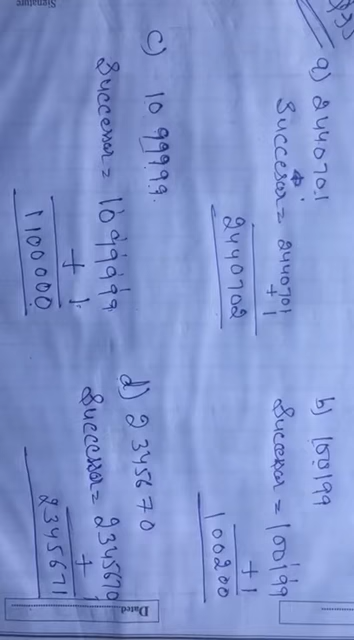 Signature
Dated
a) 2440701
Successor = 2440701
+ 1
2440702
b) 100199
Successor = 100199
+ 1
100200
c) 1099999
Successor = 1099999
+ 1
1100000
d) 2345670
Successor = 2345670
+
2345671